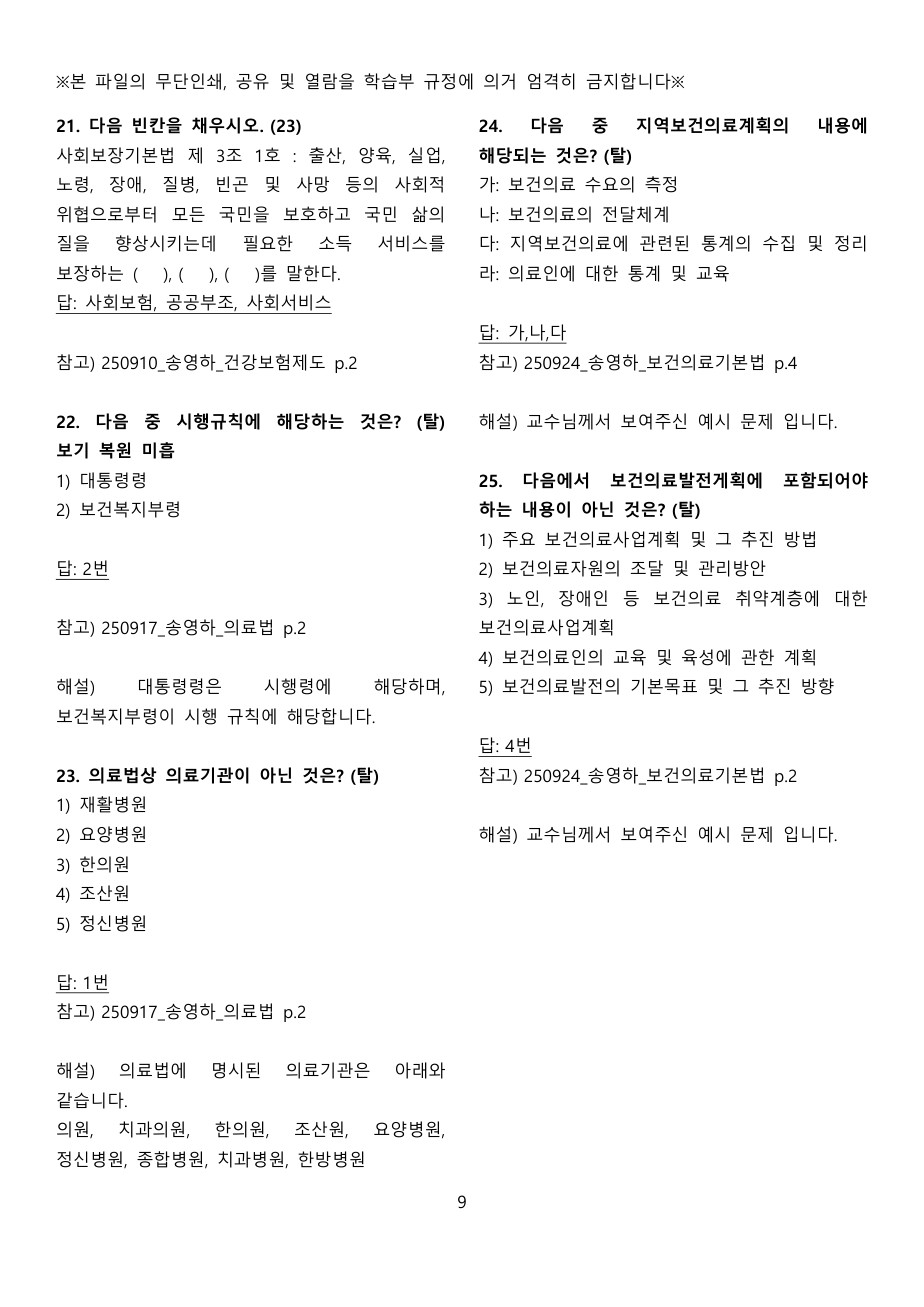 ※본 파일의 무단인쇄, 공유 및 열람을 학습부 규정에 의거 엄격히 금지합니다※
21. 다음 빈칸을 채우시오. (23)
사회보장기본법 제 3조 1호 : 출산, 양육, 실업,
노령, 장애, 질병, 빈곤 및 사망 등의 사회적
위협으로부터 모든 국민을 보호하고 국민 삶의
질을 향상시키는데 필요한 소득 서비스를
보장하는 (   ), (   ), (   )를 말한다.
답: 사회보험, 공공부조, 사회서비스
참고) 250910_송영하_건강보험제도 p.2
22. 다음 중 시행규칙에 해당하는 것은? (탈)
보기 복원 미흡
1) 대통령령
2) 보건복지부령
답: 2번
참고) 250917_송영하_의료법 p.2
해설) 대통령령은 시행령에 해당하며,
보건복지부령이 시행 규칙에 해당합니다.
23. 의료법상 의료기관이 아닌 것은? (탈)
1) 재활병원
2) 요양병원
3) 한의원
4) 조산원
5) 정신병원
답: 1번
참고) 250917_송영하_의료법 p.2
해설) 의료법에 명시된 의료기관은 아래와
같습니다.
의원, 치과의원, 한의원, 조산원, 요양병원,
정신병원, 종합병원, 치과병원, 한방병원
24. 다음 중 지역보건의료계획의 내용에
해당되는 것은? (탈)
가: 보건의료 수요의 측정
나: 보건의료의 전달체계
다: 지역보건의료에 관련된 통계의 수집 및 정리
라: 의료인에 대한 통계 및 교육
답: 가,나,다
참고) 250924_송영하_보건의료기본법 p.4
해설) 교수님께서 보여주신 예시 문제 입니다.
25. 다음에서 보건의료발전계획에 포함되어야
하는 내용이 아닌 것은? (탈)
1) 주요 보건의료사업계획 및 그 추진 방법
2) 보건의료자원의 조달 및 관리방안
3) 노인, 장애인 등 보건의료 취약계층에 대한
보건의료사업계획
4) 보건의료인의 교육 및 육성에 관한 계획
5) 보건의료발전의 기본목표 및 그 추진 방향
답: 4번
참고) 250924_송영하_보건의료기본법 p.2
해설) 교수님께서 보여주신 예시 문제 입니다.
9